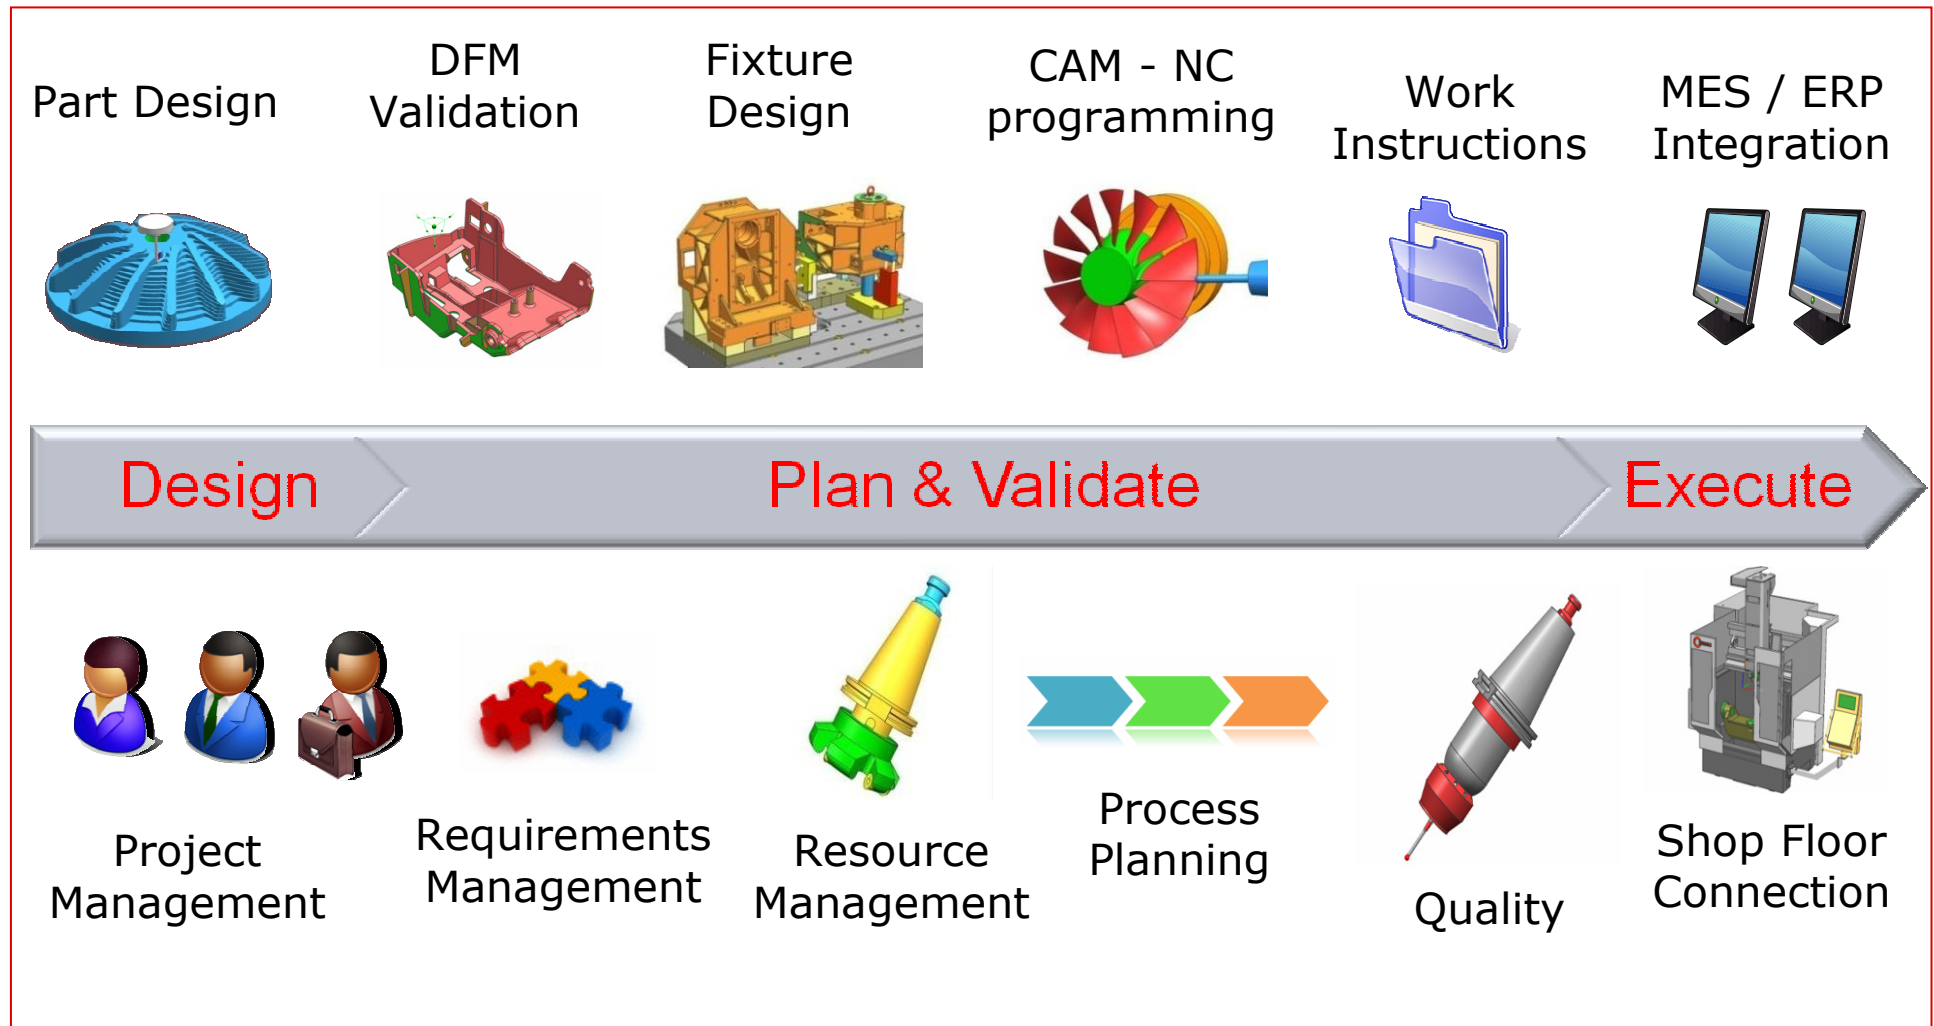 Part Design
DFM
Validation
Fixture
Design
CAM - NC
programming
Work
Instructions
MES / ERP
Integration
Design
Plan & Validate
Execute
Project
Management
Requirements
Management
Resource
Management
Process
Planning
Quality
Shop Floor
Connection